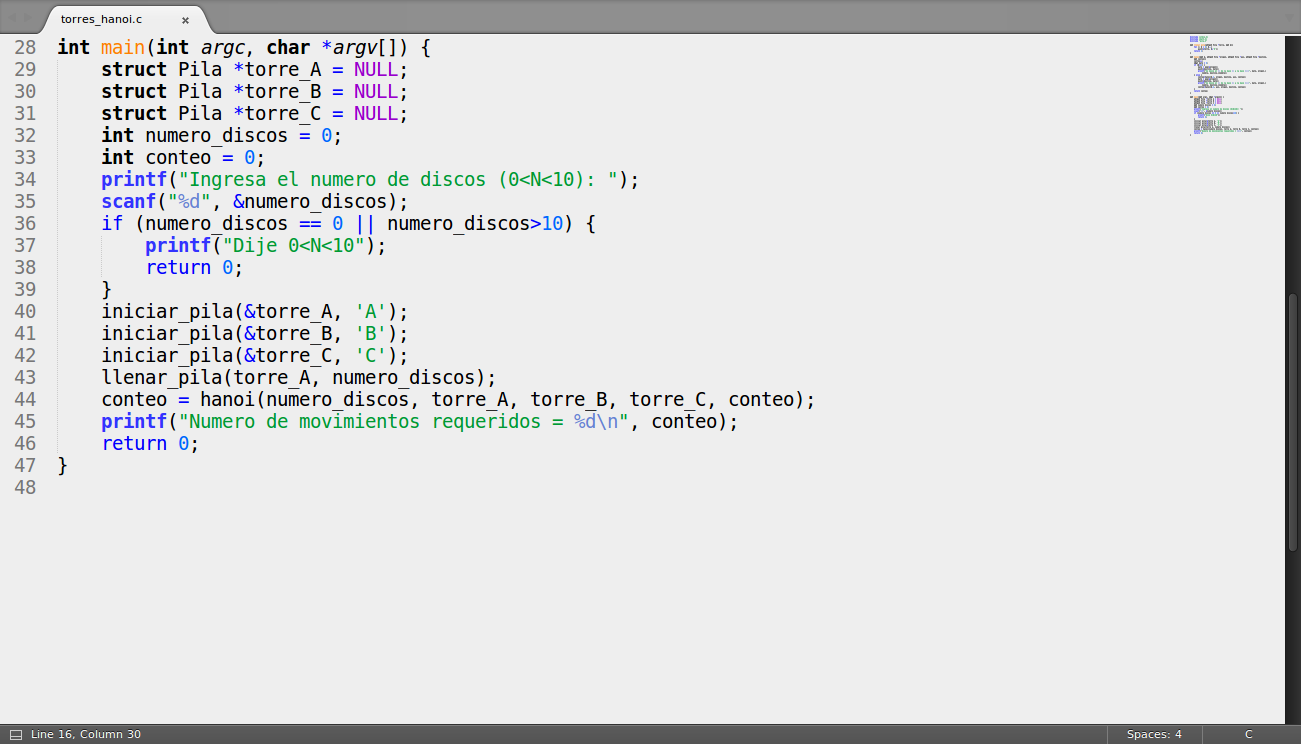 torres_hanoi.c ×
28 int main(int argc, char *argv[]) {
29     struct Pila *torre_A = NULL;
30     struct Pila *torre_B = NULL;
31     struct Pila *torre_C = NULL;
32     int numero_discos = 0;
33     int conteo = 0;
34     printf("Ingresa el numero de discos (0<N<10): ");
35     scanf("%d", &numero_discos);
36     if (numero_discos == 0 || numero_discos>10) {
37         printf("Dije 0<N<10");
38         return 0;
39     }
40     iniciar_pila(&torre_A, 'A');
41     iniciar_pila(&torre_B, 'B');
42     iniciar_pila(&torre_C, 'C');
43     llenar_pila(torre_A, numero_discos);
44     conteo = hanoi(numero_discos, torre_A, torre_B, torre_C, conteo);
45     printf("Numero de movimientos requeridos = %d\n", conteo);
46     return 0;
47 }
48
Line 16, Column 30 Spaces: 4 C